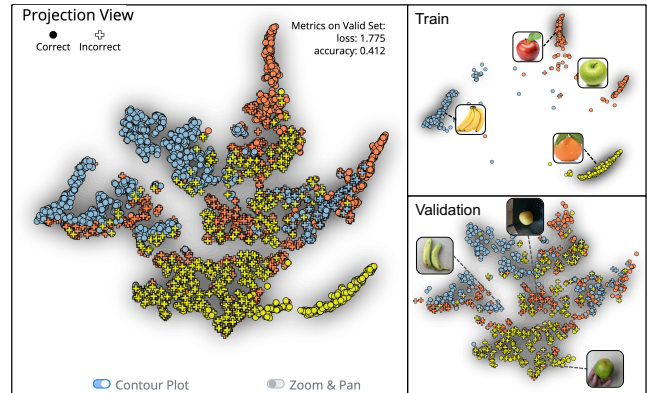 Projection View
Correct
Incorrect
Metrics on Valid Set:
loss: 1.775
accuracy: 0.412
Contour Plot
Zoom & Pan
Train
Validation